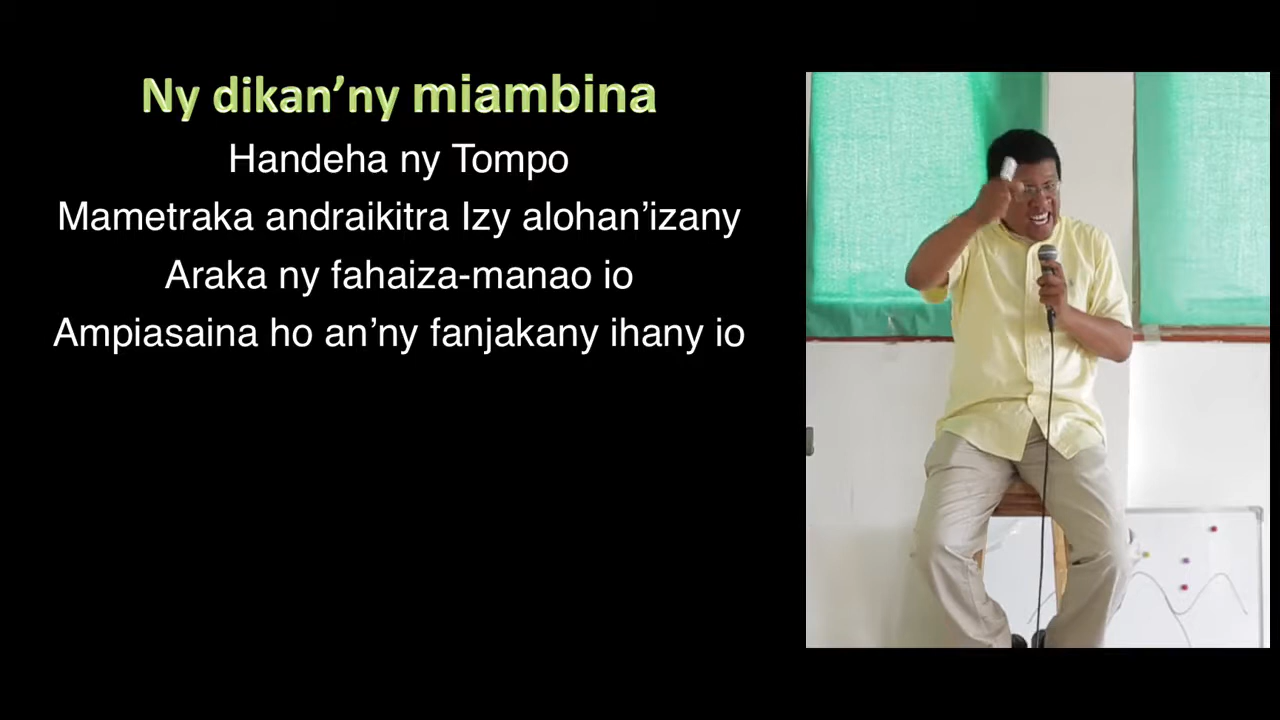 Ny dikan’ny miambina
Handeha ny Tompo
Mametraka andraikitra Izy alohan’izany
Araka ny fahaiza-manao io
Ampiasaina ho an’ny fanjakany ihany io